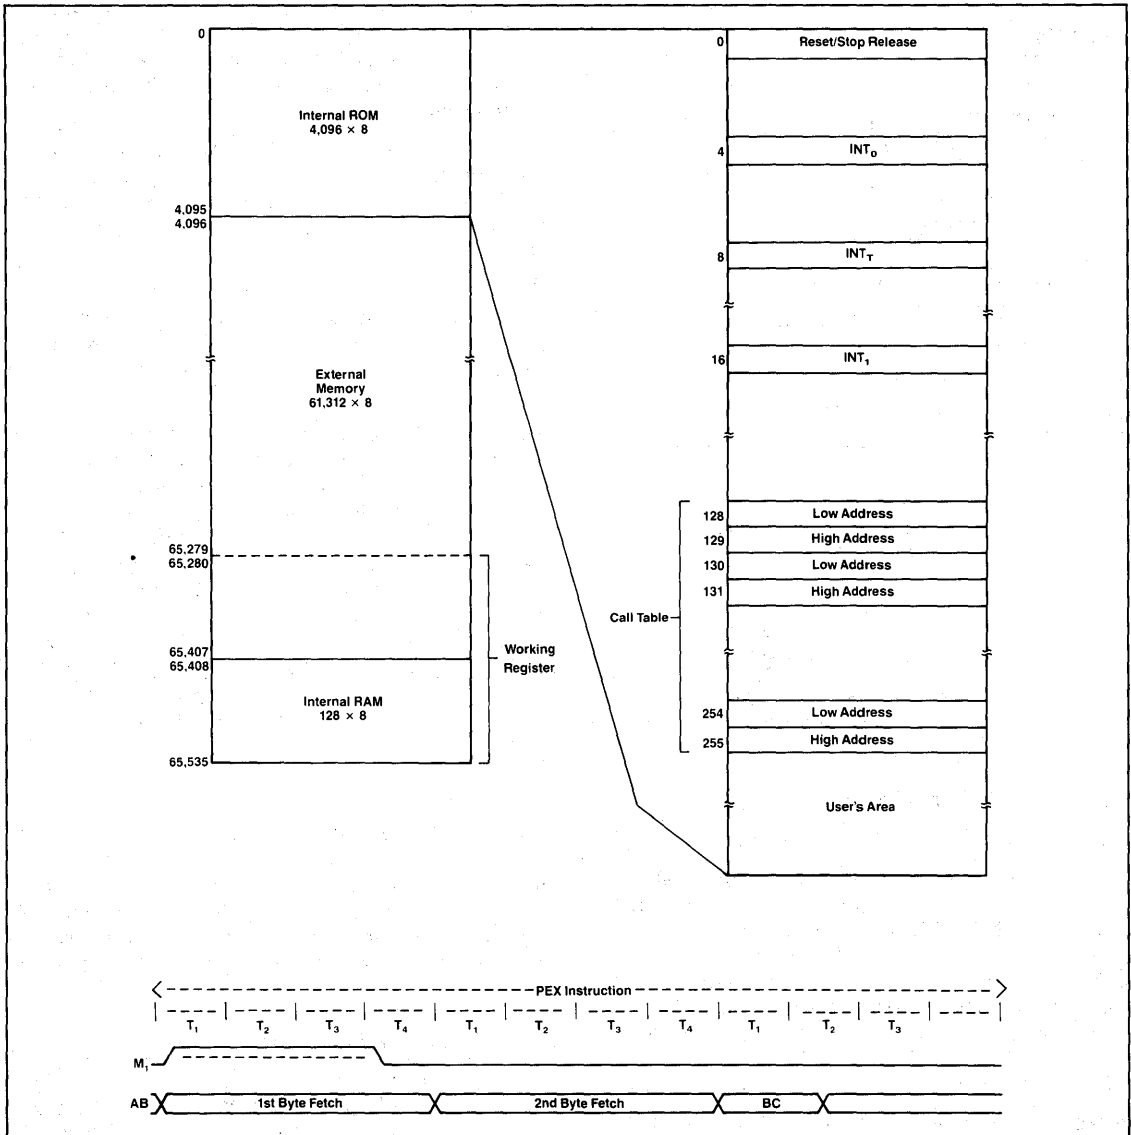 0
Internal ROM
4,096 × 8
4,095
4,096
External
Memory
61,312 × 8
65,279
65,280
65,407
65,408
Working
Register
Internal RAM
128 × 8
65,535
0
Reset/Stop Release
4
INT₀
8
INT_T
16
INT₁
Call Table
128 Low Address
129 High Address
130 Low Address
131 High Address
254 Low Address
255 High Address
User's Area
PEX Instruction
T₁ T₂ T₃ T₄ T₁ T₂ T₃ T₄ T₁ T₂ T₃
M₁
AB 1st Byte Fetch 2nd Byte Fetch BC